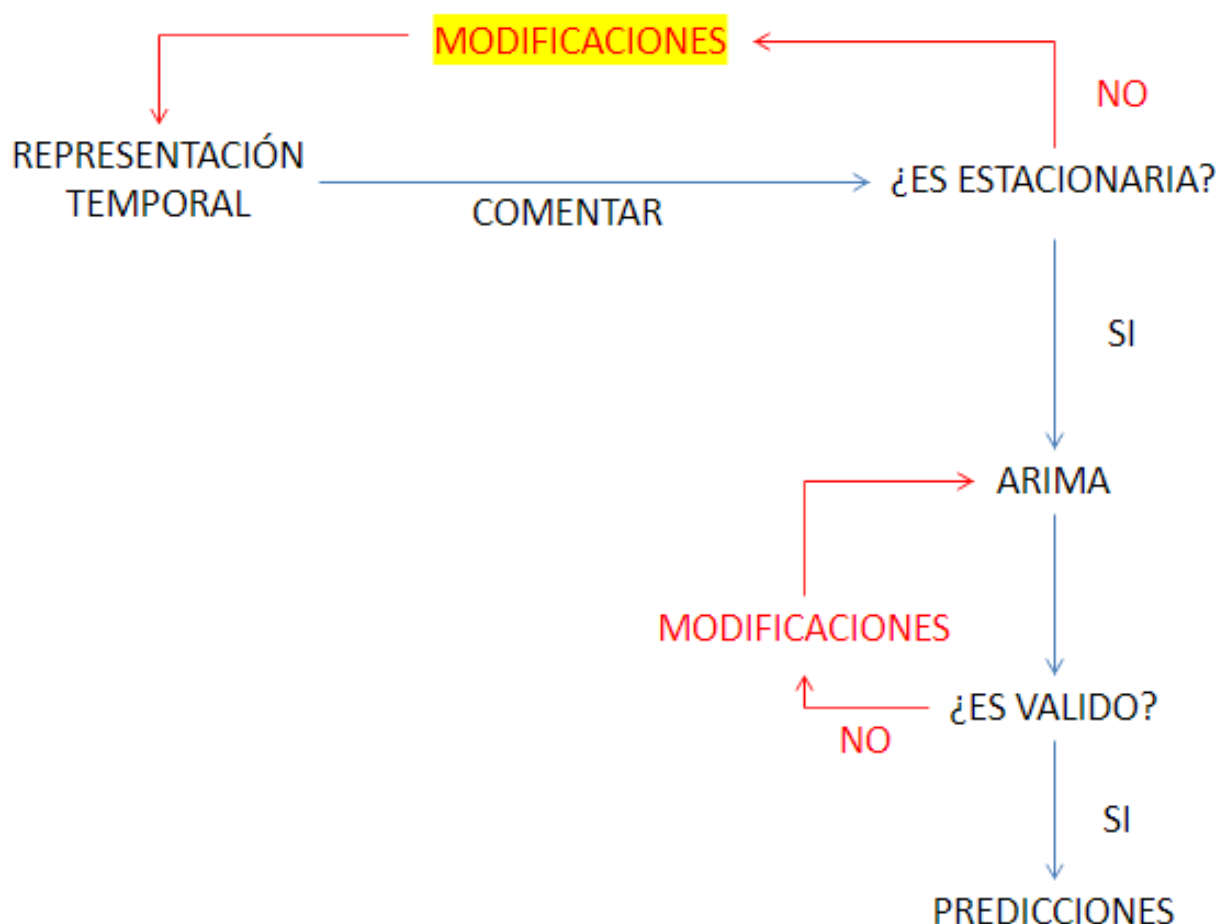 MODIFICACIONES
NO
REPRESENTACIÓN
TEMPORAL
COMENTAR
¿ES ESTACIONARIA?
SI
ARIMA
MODIFICACIONES
¿ES VALIDO?
NO
SI
PREDICCIONES